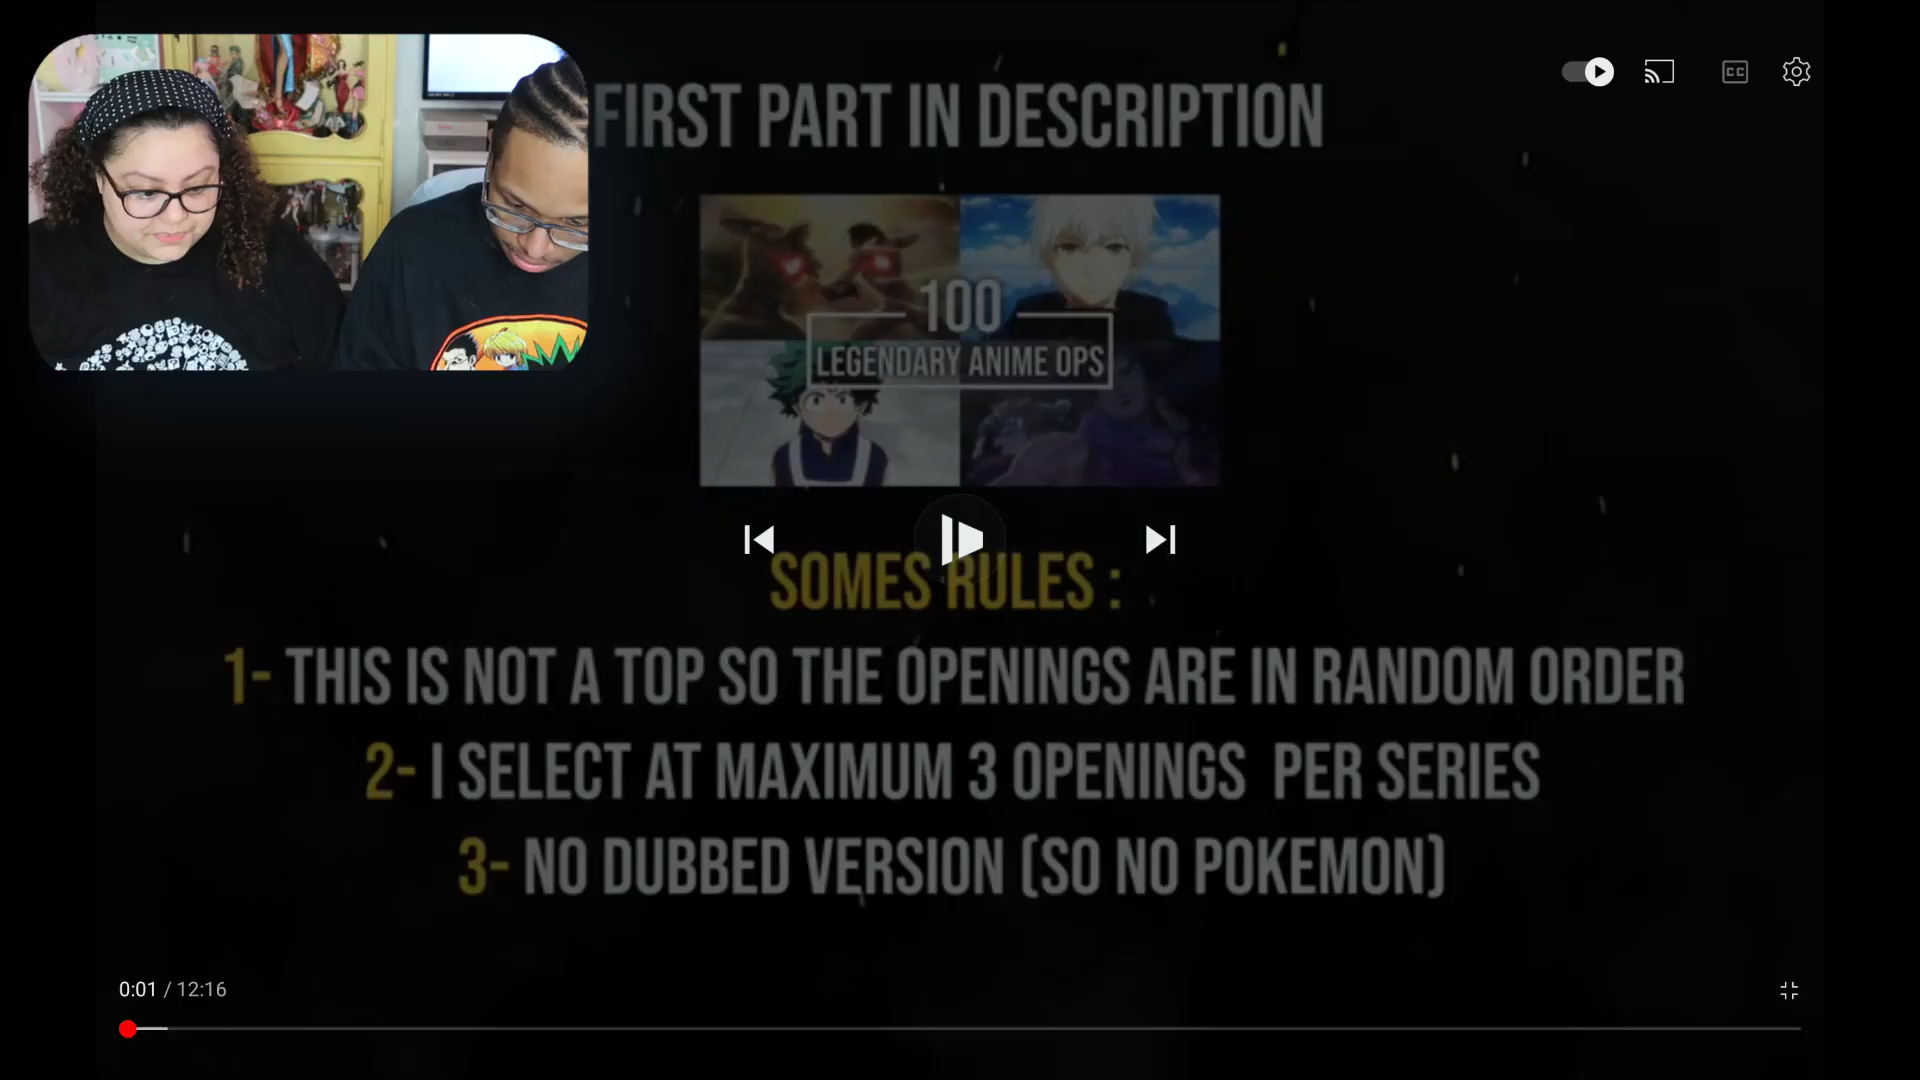 FIRST PART IN DESCRIPTION
100
LEGENDARY ANIME OPS
SOMES RULES :
1- THIS IS NOT A TOP SO THE OPENINGS ARE IN RANDOM ORDER
2- I SELECT AT MAXIMUM 3 OPENINGS PER SERIES
3- NO DUBBED VERSION (SO NO POKEMON)
0:01 / 12:16
CC